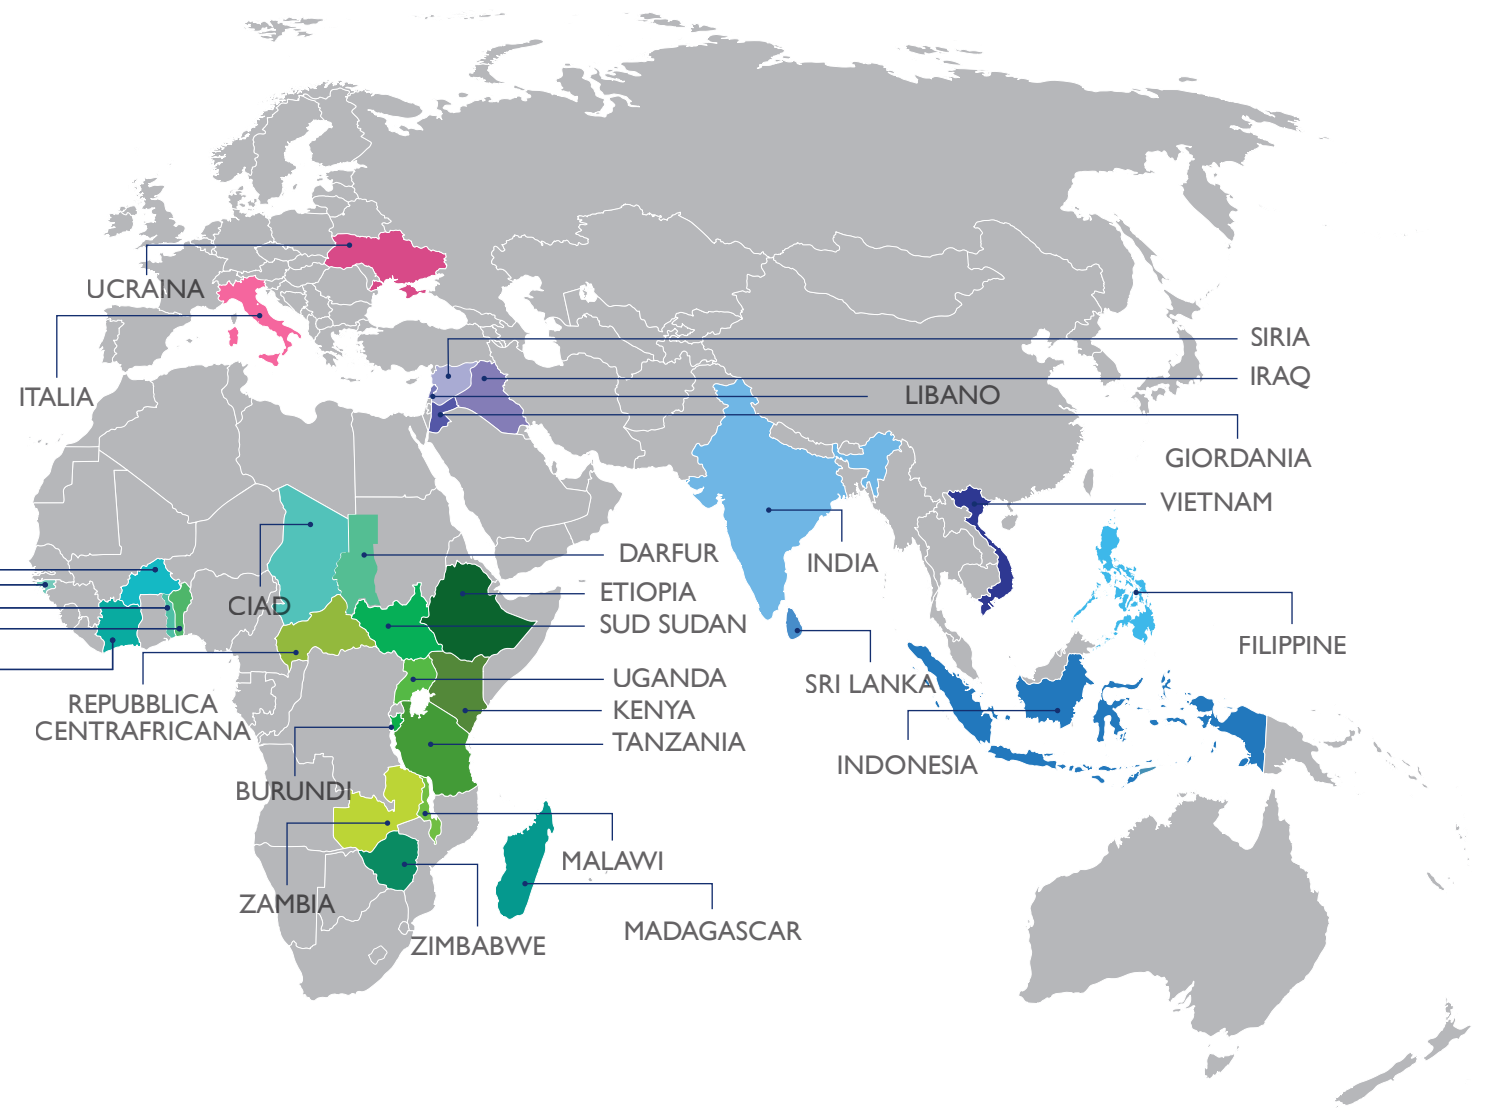 UCRAINA
ITALIA
SIRIA
IRAQ
LIBANO
GIORDANIA
VIETNAM
INDIA
DARFUR
ETIOPIA
CIAD
SUD SUDAN
FILIPPINE
UGANDA
SRI LANKA
REPUBBLICA
CENTRAFRICANA
KENYA
TANZANIA
INDONESIA
BURUNDI
MALAWI
ZAMBIA
MADAGASCAR
ZIMBABWE